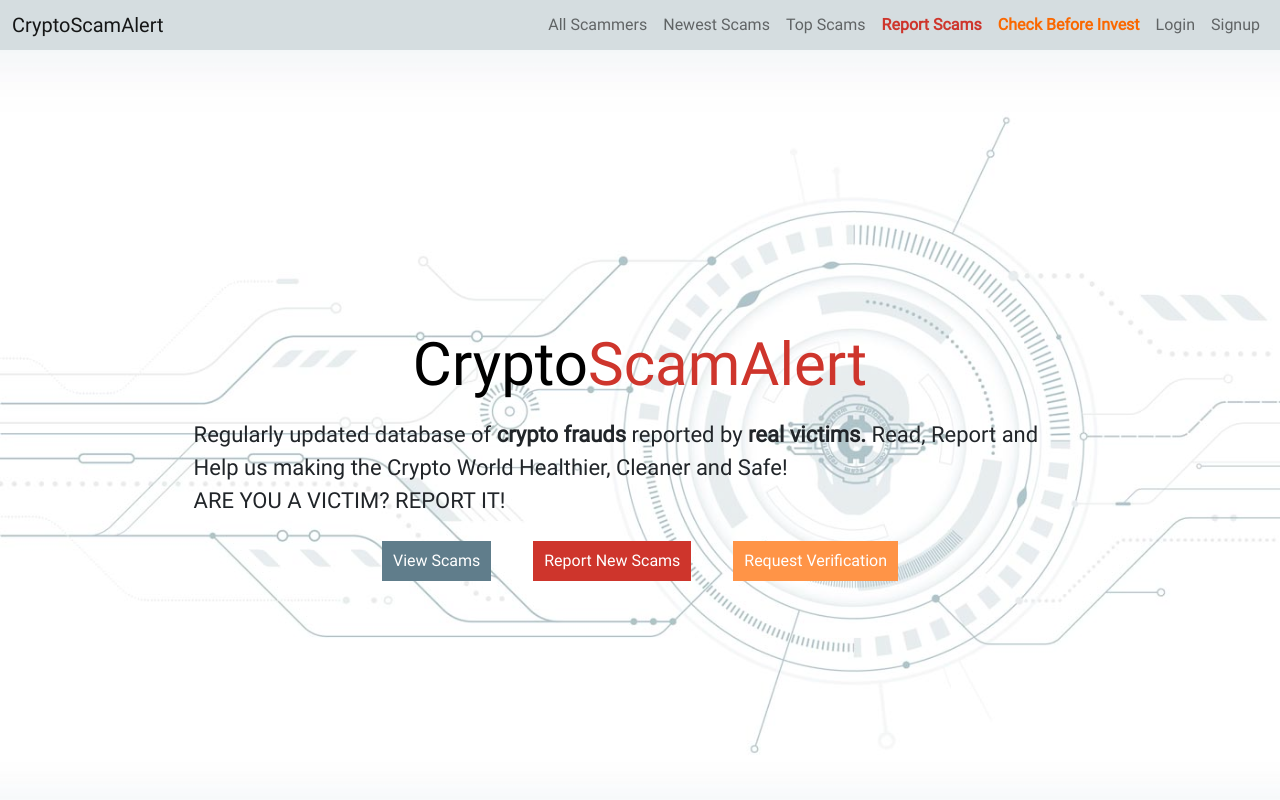 CryptoScamAlert
All Scammers Newest Scams Top Scams Report Scams Check Before Invest Login Signup
CryptoScamAlert
Regularly updated database of crypto frauds reported by real victims. Read, Report and
Help us making the Crypto World Healthier, Cleaner and Safe!
ARE YOU A VICTIM? REPORT IT!
View Scams Report New Scams Request Verification